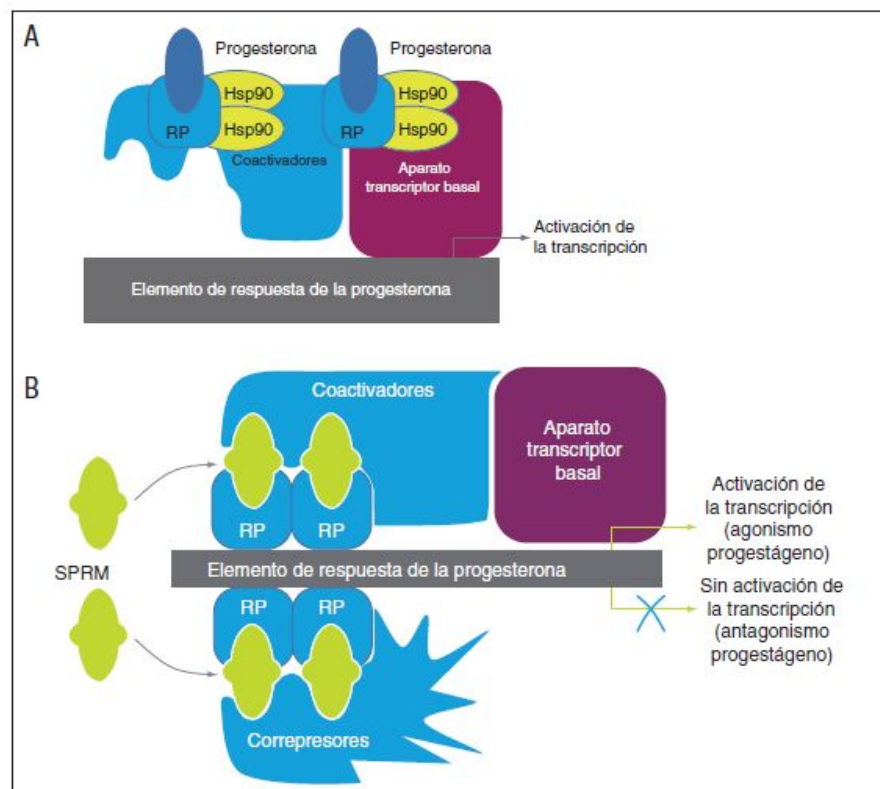 A
Progesterona
Progesterona
Hsp90
Hsp90
RP
Hsp90
Hsp90
RP
Coactivadores
Aparato
transcriptor basal
Activación de
la transcripción
Elemento de respuesta de la progesterona
B
Coactivadores
Aparato
transcriptor
basal
RP
RP
SPRM
Elemento de respuesta de la progesterona
RP
RP
Correpresores
Activación de
la transcripción
(agonismo
progestágeno)
Sin activación de
la transcripción
(antagonismo
progestágeno)